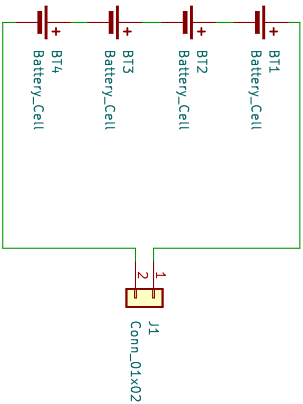 BT4
Battery_Cell
BT3
Battery_Cell
BT2
Battery_Cell
BT1
Battery_Cell
+
+
+
+
2
1
J1
Conn_01x02